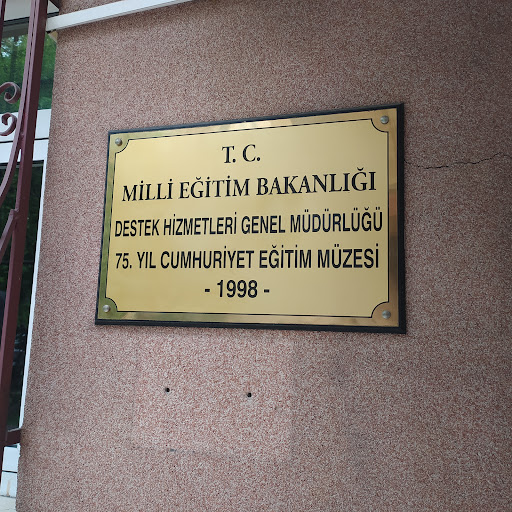 T. C.
MİLLİ EĞİTİM BAKANLIĞI
DESTEK HİZMETLERİ GENEL MÜDÜRLÜĞÜ
75. YIL CUMHURİYET EĞİTİM MÜZESİ
- 1998 -